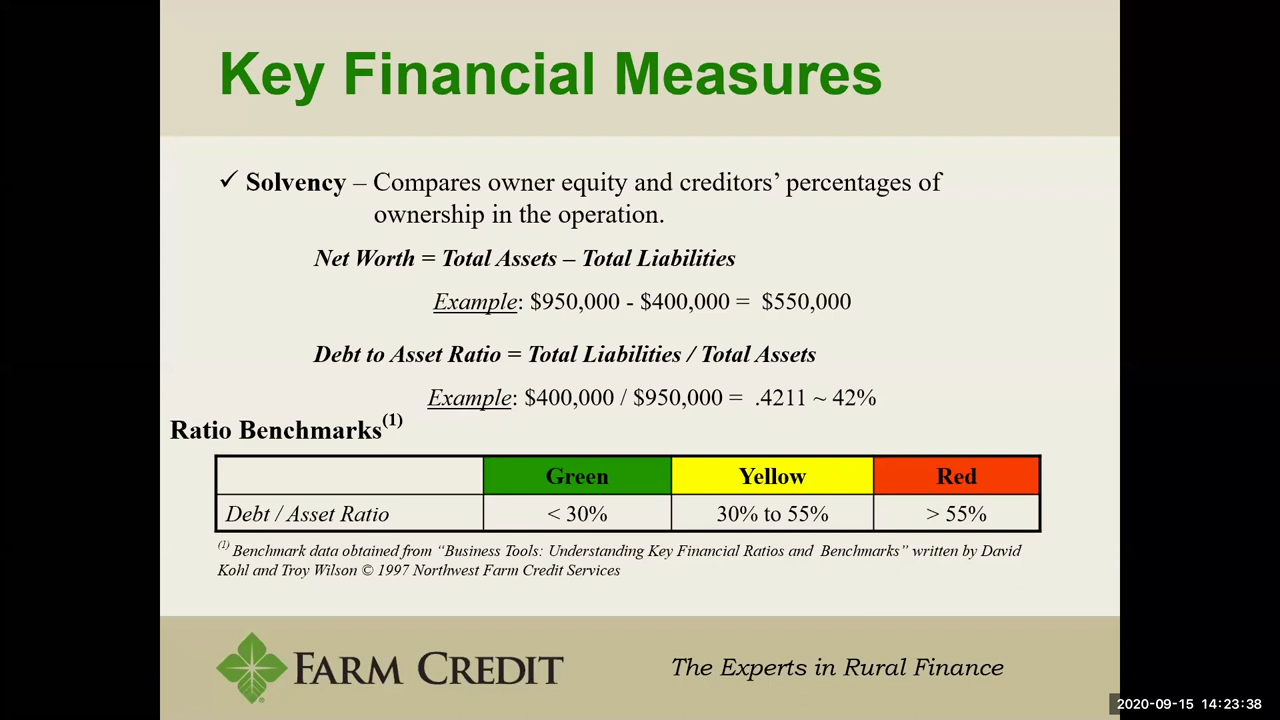 Key Financial Measures
✓ Solvency – Compares owner equity and creditors’ percentages of
ownership in the operation.
Net Worth = Total Assets – Total Liabilities
Example: $950,000 - $400,000 = $550,000
Debt to Asset Ratio = Total Liabilities / Total Assets
Example: $400,000 / $950,000 = .4211 ~ 42%
Ratio Benchmarks(1)
Green Yellow Red
Debt / Asset Ratio < 30% 30% to 55% > 55%
(1) Benchmark data obtained from “Business Tools: Understanding Key Financial Ratios and Benchmarks” written by David
Kohl and Troy Wilson © 1997 Northwest Farm Credit Services
FARM CREDIT
The Experts in Rural Finance
2020-09-15 14:23:38